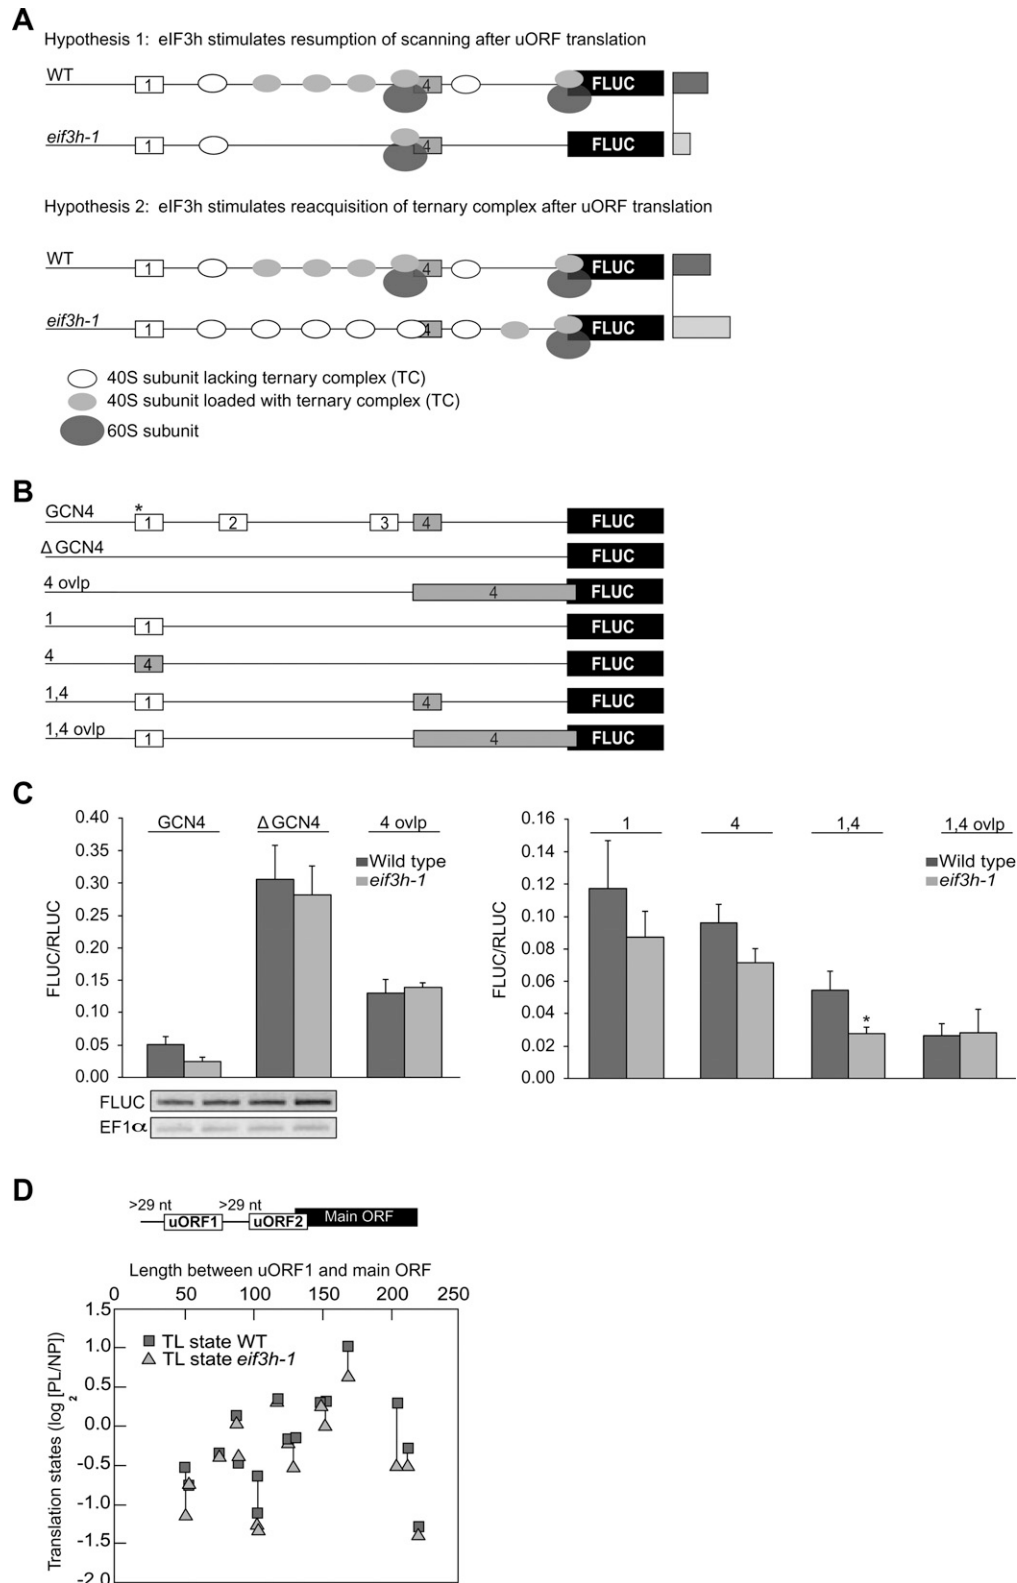 A
Hypothesis 1: eIF3h stimulates resumption of scanning after uORF translation
WT
1
4
FLUC
eif3h-1
1
4
FLUC
Hypothesis 2: eIF3h stimulates reacquisition of ternary complex after uORF translation
WT
1
4
FLUC
eif3h-1
1
4
FLUC
40S subunit lacking ternary complex (TC)
40S subunit loaded with ternary complex (TC)
60S subunit
B
*
GCN4
1
2
3
4
FLUC
Δ GCN4
FLUC
4 ovlp
4
FLUC
1
1
FLUC
4
4
FLUC
1,4
1
4
FLUC
1,4 ovlp
1
4
FLUC
C
GCN4
Δ GCN4
4 ovlp
Wild type
eif3h-1
FLUC/RLUC
0.40
0.35
0.30
0.25
0.20
0.15
0.10
0.05
0.00
FLUC
EF1α
1
4
1,4
1,4 ovlp
Wild type
eif3h-1
*
FLUC/RLUC
0.16
0.14
0.12
0.10
0.08
0.06
0.04
0.02
0.00
D
>29 nt
>29 nt
uORF1
uORF2
Main ORF
Length between uORF1 and main ORF
0 50 100 150 200 250
TL state WT
TL state eif3h-1
Translation states (log2 [PL/NP])
1.5
1.0
0.5
0.0
-0.5
-1.0
-1.5
-2.0